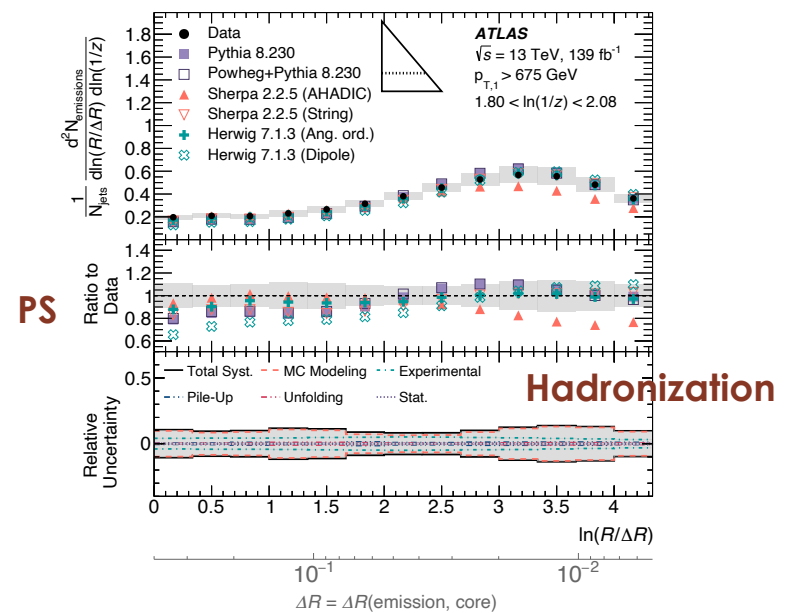 1.8
1.6
1.4
1.2
1
0.8
0.6
0.4
0.2
1/N_jets d²N_emissions / dln(R/ΔR) dln(1/z)
Data
Pythia 8.230
Powheg+Pythia 8.230
Sherpa 2.2.5 (AHADIC)
Sherpa 2.2.5 (String)
Herwig 7.1.3 (Ang. ord.)
Herwig 7.1.3 (Dipole)
ATLAS
√s = 13 TeV, 139 fb⁻¹
p_T,1 > 675 GeV
1.80 < ln(1/z) < 2.08
PS
Ratio to
Data
1.4
1.2
1
0.8
0.6
Relative
Uncertainty
0.5
0
Total Syst. MC Modeling Experimental
Pile-Up Unfolding Stat.
Hadronization
0 0.5 1 1.5 2 2.5 3 3.5 4
ln(R/ΔR)
10⁻¹ 10⁻²
ΔR = ΔR(emission, core)